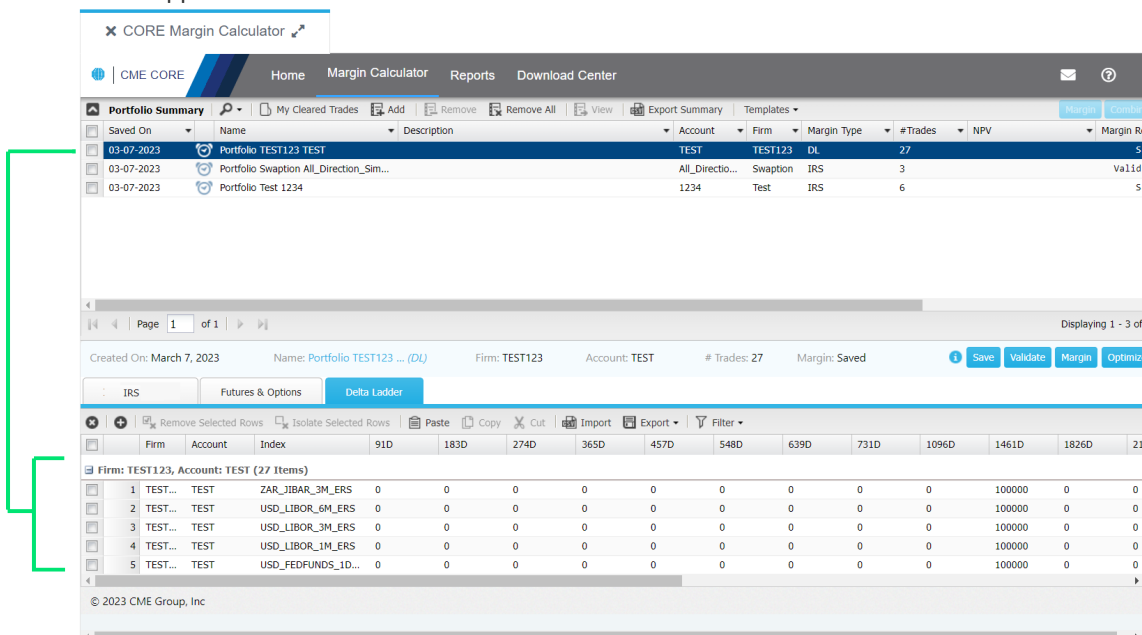 CORE Margin Calculator
CME CORE Home Margin Calculator Reports Download Center
Portfolio Summary My Cleared Trades Add Remove Remove All View Export Summary Templates Margin
Saved On Name Description Account Firm Margin Type #Trades NPV Margin
03-07-2023 Portfolio TEST123 TEST TEST TEST123 DL 27 S
03-07-2023 Portfolio Swaption All_Direction_Sim... All_Directio... Swaption IRS 3 Valid
03-07-2023 Portfolio Test 1234 1234 Test IRS 6 S
Page 1 of 1 Displaying 1 - 3 of
Created On: March 7, 2023 Name: Portfolio TEST123 ... (DL) Firm: TEST123 Account: TEST # Trades: 27 Margin: Saved Save Validate Margin Optimiz
IRS Futures & Options Delta Ladder
Remove Selected Rows Isolate Selected Rows Paste Copy Cut Import Export Filter
Firm Account Index 91D 183D 274D 365D 457D 548D 639D 731D 1096D 1461D 1826D 21
Firm: TEST123, Account: TEST (27 Items)
1 TEST... TEST ZAR_JIBAR_3M_ERS 0 0 0 0 0 0 0 0 0 100000 0 0
2 TEST... TEST USD_LIBOR_6M_ERS 0 0 0 0 0 0 0 0 0 100000 0 0
3 TEST... TEST USD_LIBOR_3M_ERS 0 0 0 0 0 0 0 0 0 100000 0 0
4 TEST... TEST USD_LIBOR_1M_ERS 0 0 0 0 0 0 0 0 0 100000 0 0
5 TEST... TEST USD_FEDFUNDS_1D... 0 0 0 0 0 0 0 0 0 100000 0 0
© 2023 CME Group, Inc